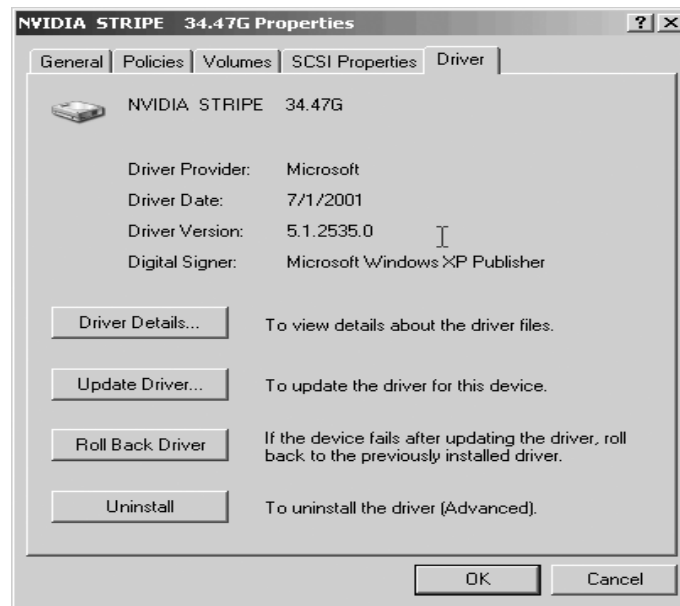 NVIDIA STRIPE 34.47G Properties
? ×
General Policies Volumes SCSI Properties Driver
NVIDIA STRIPE 34.47G
Driver Provider: Microsoft
Driver Date: 7/1/2001
Driver Version: 5.1.2535.0
Digital Signer: Microsoft Windows XP Publisher
Driver Details... To view details about the driver files.
Update Driver... To update the driver for this device.
Roll Back Driver If the device fails after updating the driver, roll
back to the previously installed driver.
Uninstall To uninstall the driver (Advanced).
OK Cancel